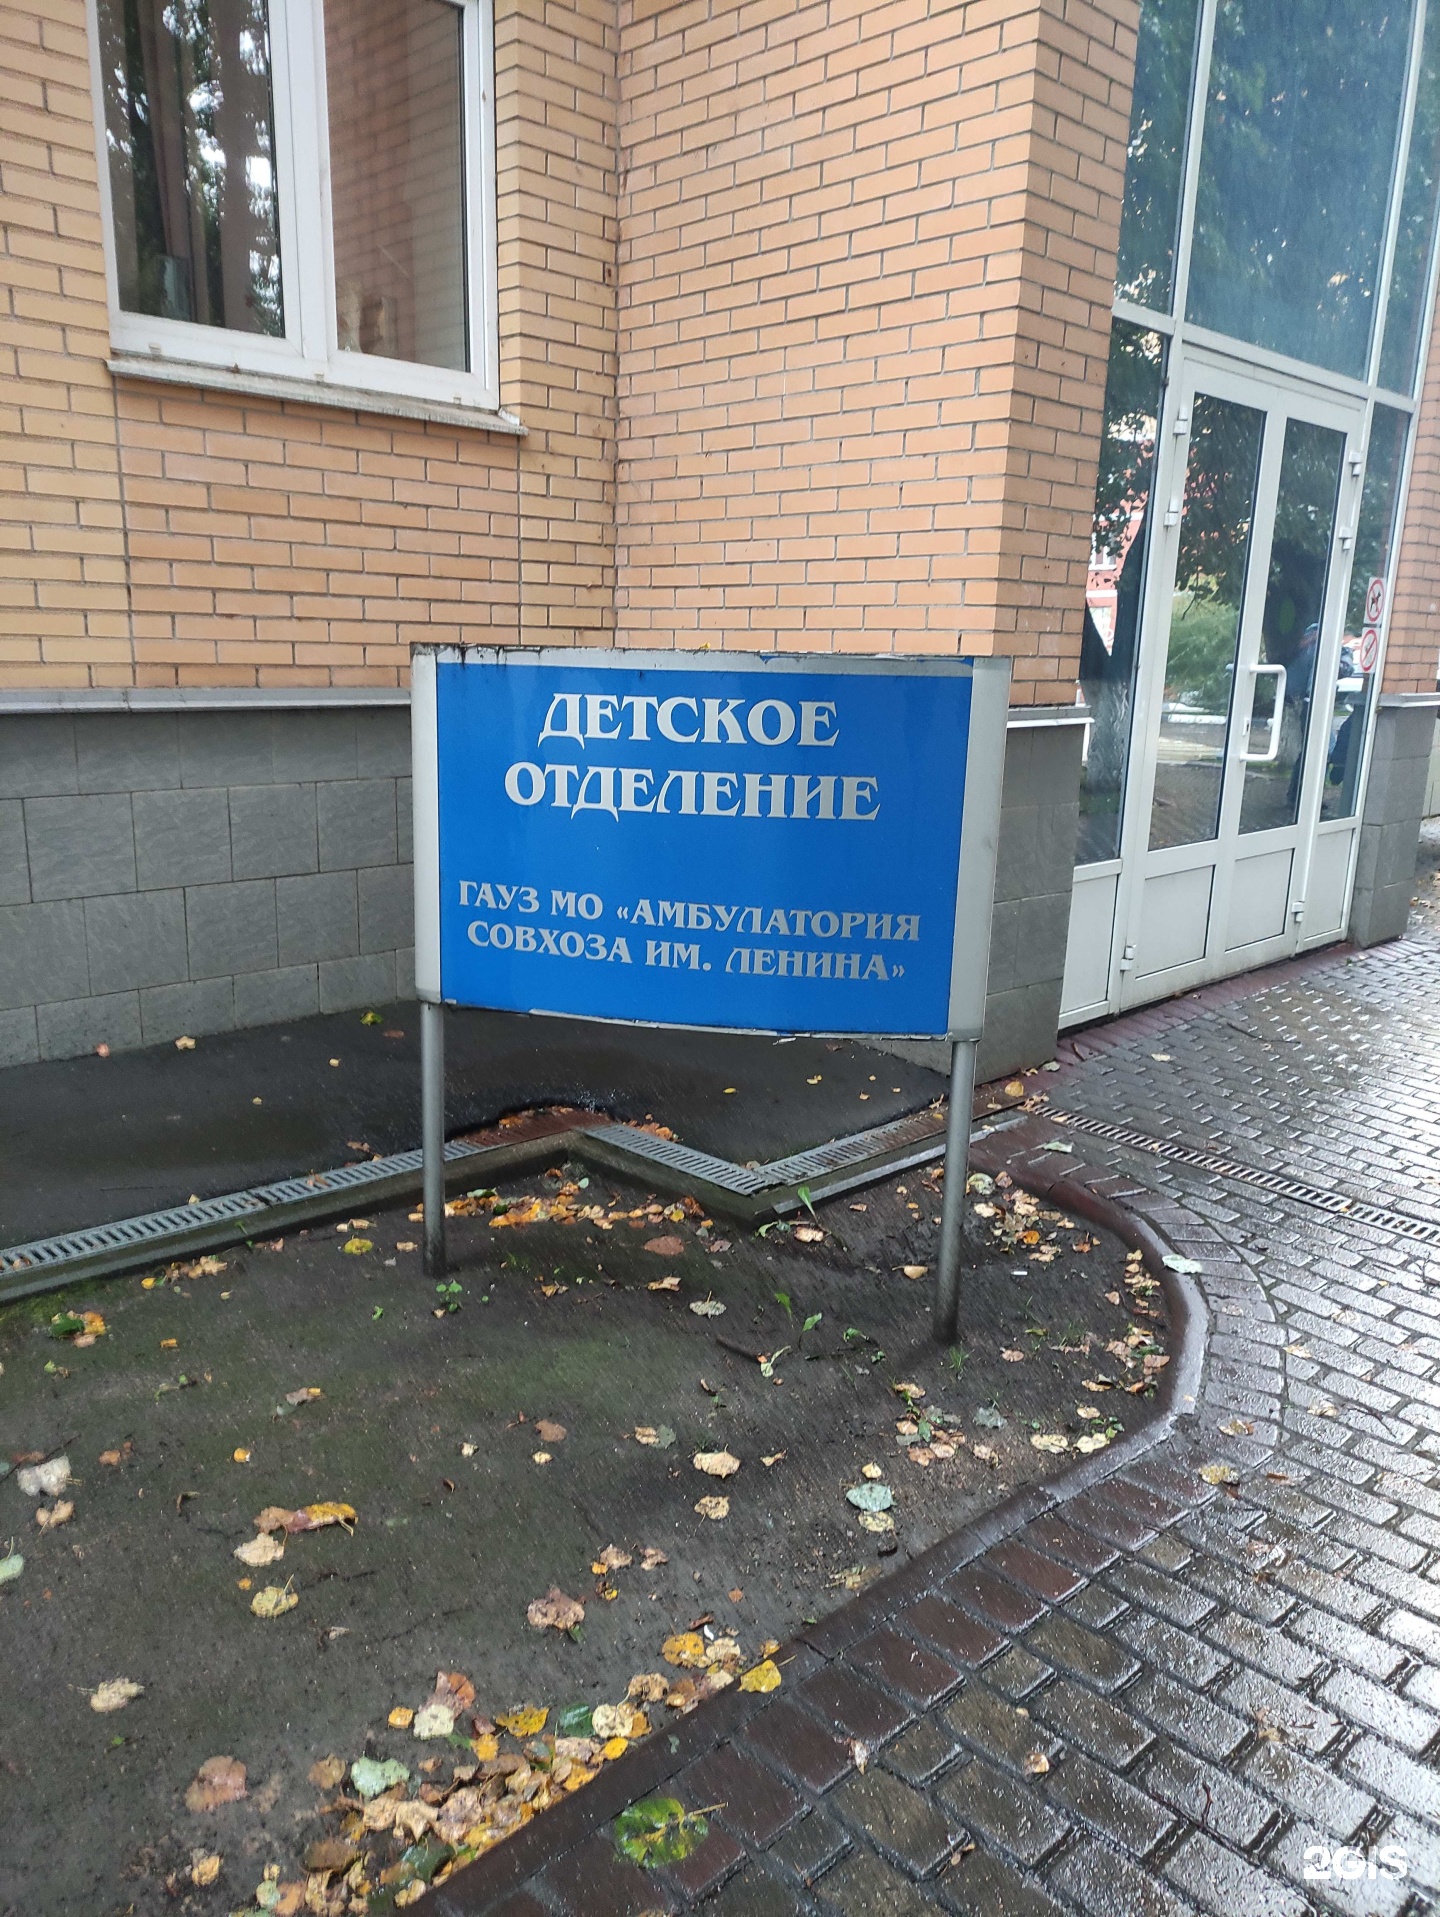 ДЕТСКОЕ
ОТДЕЛЕНИЕ
ГАУЗ МО «АМБУЛАТОРИЯ
СОВХОЗА ИМ. ЛЕНИНА»
2GIS